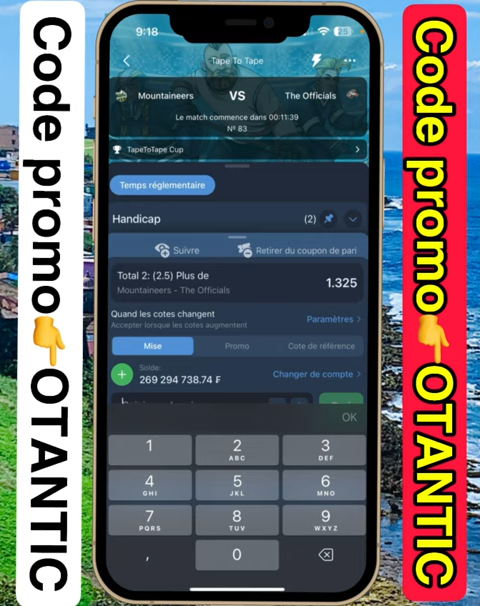 Code promo👉OTANTIC
9:18
25
Tape To Tape
Mountaineers
VS
The Officials
Le match commence dans 00:11:39
Nº 83
TapeToTape Cup
Temps réglementaire
Handicap
(2)
Suivre
Retirer du coupon de pari
Total 2: (2.5) Plus de
1.325
Mountaineers - The Officials
Quand les cotes changent
Accepter lorsque les cotes augmentent
Paramètres
Mise
Promo
Cote de référence
Solde:
269 294 738.74 ₣
Changer de compte
OK
1
2
ABC
3
DEF
4
GHI
5
JKL
6
MNO
7
PQRS
8
TUV
9
WXYZ
,
0
Code promo👉OTANTIC